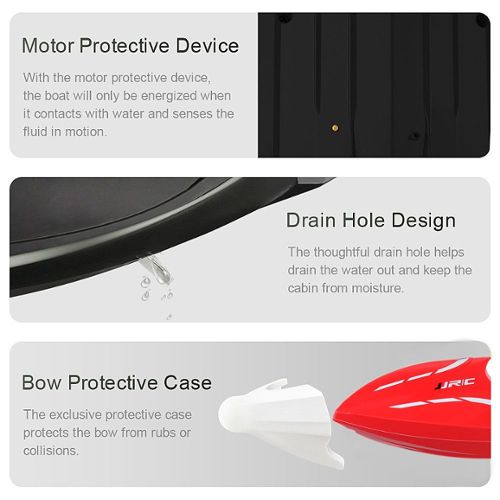 Motor Protective Device
With the motor protective device,
the boat will only be energized when
it contacts with water and senses the
fluid in motion.
Drain Hole Design
The thoughtful drain hole helps
drain the water out and keep the
cabin from moisture.
Bow Protective Case
JJRC
The exclusive protective case
protects the bow from rubs or
collisions.